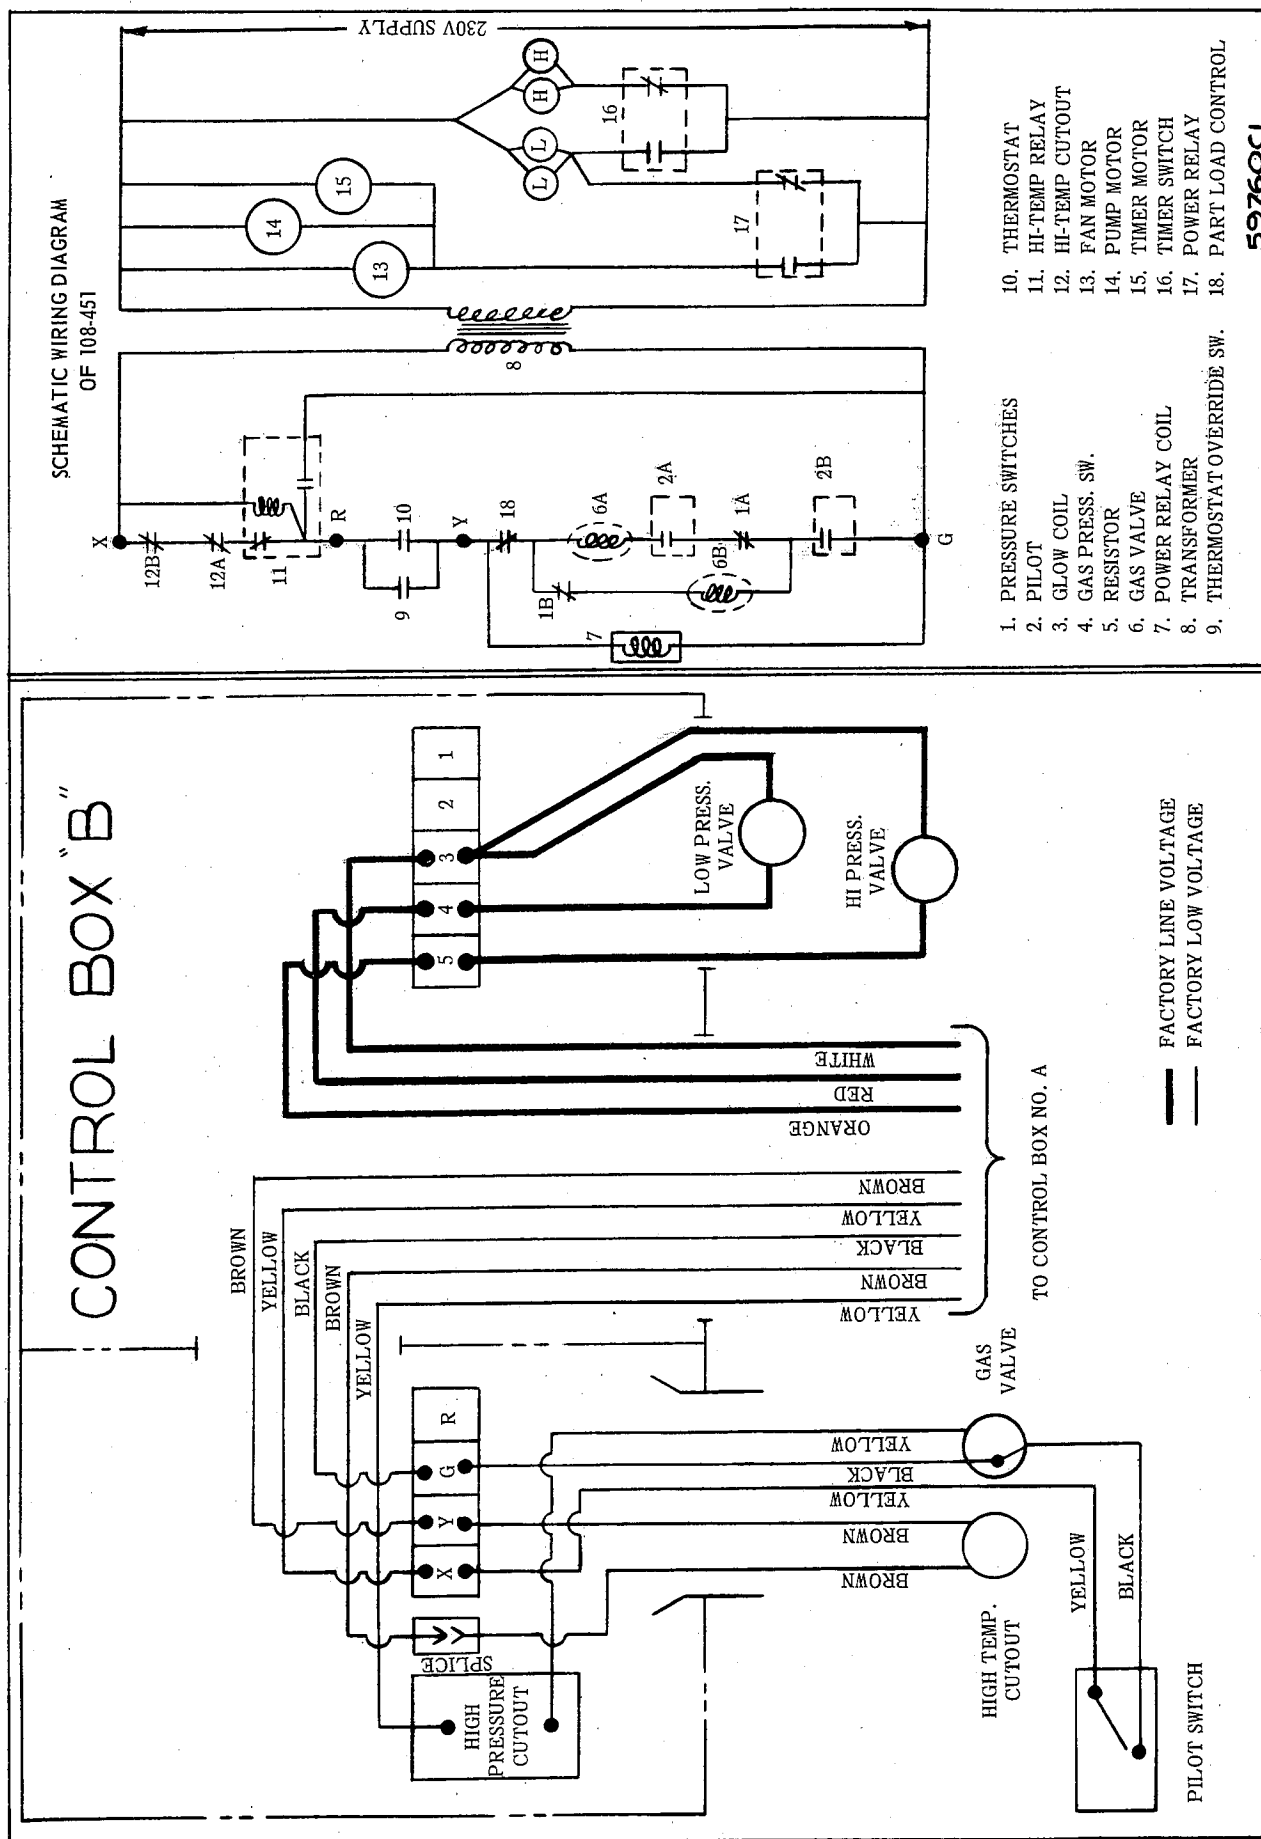 CONTROL BOX "B"
BROWN
YELLOW
BLACK
BROWN
YELLOW
HIGH
PRESSURE
CUTOUT
SPLICE
X
Y
G
R
5
4
3
2
1
LOW PRESS.
VALVE
HI PRESS.
VALVE
BROWN
BROWN
YELLOW
BLACK
YELLOW
YELLOW
BROWN
BLACK
YELLOW
BROWN
ORANGE
RED
WHITE
HIGH TEMP.
CUTOUT
GAS
VALVE
TO CONTROL BOX NO. A
YELLOW
BLACK
PILOT SWITCH
FACTORY LINE VOLTAGE
FACTORY LOW VOLTAGE
SCHEMATIC WIRING DIAGRAM
OF 108-451
X
12B
12A
11
R
9
10
Y
18
1B
6A
2A
7
6B
1A
2B
G
8
13
14
15
L
L
H
H
16
17
230V SUPPLY
1. PRESSURE SWITCHES
2. PILOT
3. GLOW COIL
4. GAS PRESS. SW.
5. RESISTOR
6. GAS VALVE
7. POWER RELAY COIL
8. TRANSFORMER
9. THERMOSTAT OVERRIDE SW.
10. THERMOSTAT
11. HI-TEMP RELAY
12. HI-TEMP CUTOUT
13. FAN MOTOR
14. PUMP MOTOR
15. TIMER MOTOR
16. TIMER SWITCH
17. POWER RELAY
18. PART LOAD CONTROL